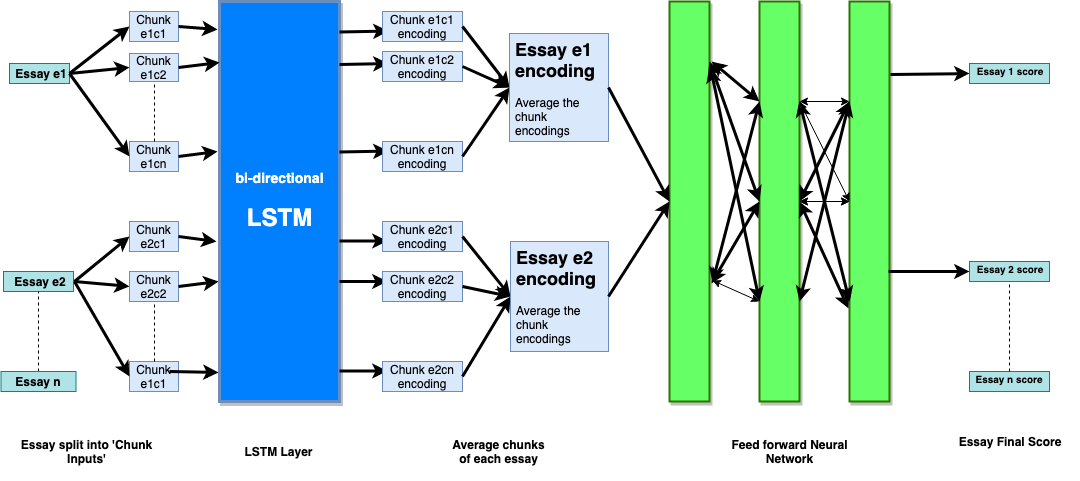 Essay e1
Essay e2
Essay n
Chunk
e1c1
Chunk
e1c2
Chunk
e1cn
Chunk
e2c1
Chunk
e2c2
Chunk
e1c1
bi-directional
LSTM
Chunk e1c1
encoding
Chunk e1c2
encoding
Chunk e1cn
encoding
Chunk e2c1
encoding
Chunk e2c2
encoding
Chunk e2cn
encoding
Essay e1
encoding
Average the
chunk
encodings
Essay e2
encoding
Average the
chunk
encodings
Essay 1 score
Essay 2 score
Essay n score
Essay split into 'Chunk
Inputs'
LSTM Layer
Average chunks
of each essay
Feed forward Neural
Network
Essay Final Score